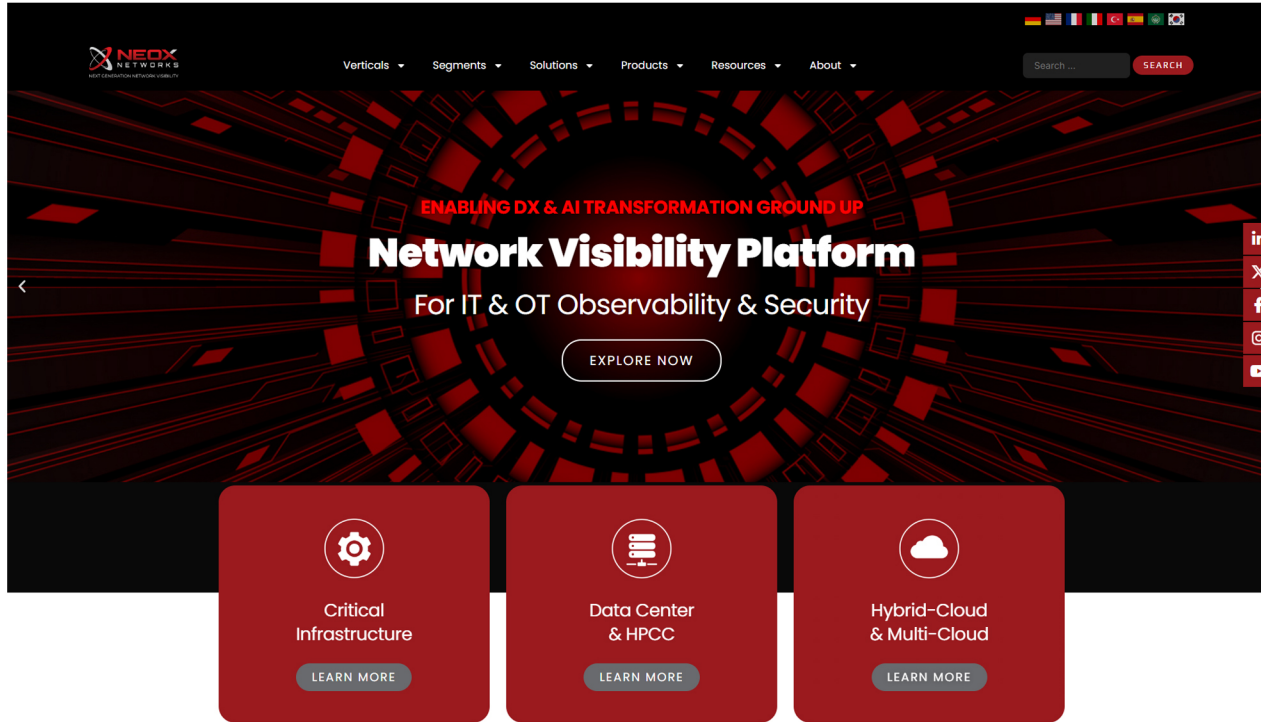 NEOX
NETWORKS
NEXT GENERATION NETWORK VISIBILITY
Verticals
Segments
Solutions
Products
Resources
About
Search ...
SEARCH
ENABLING DX & AI TRANSFORMATION GROUND UP
Network Visibility Platform
For IT & OT Observability & Security
EXPLORE NOW
Critical
Infrastructure
LEARN MORE
Data Center
& HPCC
LEARN MORE
Hybrid-Cloud
& Multi-Cloud
LEARN MORE